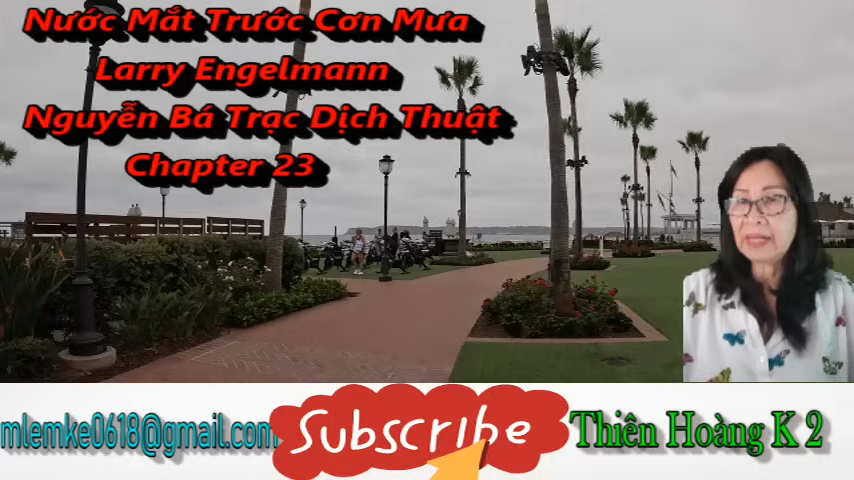 Nước Mắt Trước Cơn Mưa
Larry Engelmann
Nguyễn Bá Trạc Dịch Thuật
Chapter 23
mlemke0618@gmail.com
Subscribe
Thiên Hoàng K 2